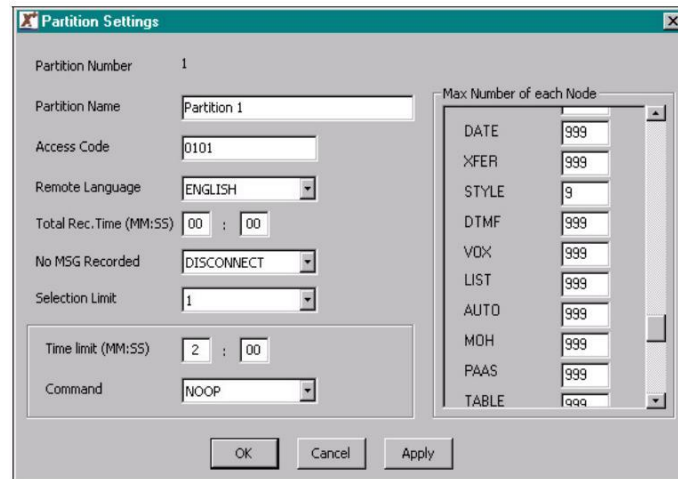 Partition Settings
Partition Number 1
Partition Name Partition 1
Access Code 0101
Remote Language ENGLISH
Total Rec.Time (MM:SS) 00 : 00
No MSG Recorded DISCONNECT
Selection Limit 1
Time limit (MM:SS) 2 : 00
Command NOOP
Max Number of each Node
DATE 999
XFER 999
STYLE 9
DTMF 999
VOX 999
LIST 999
AUTO 999
MOH 999
PAAS 999
TABLE 999
OK Cancel Apply